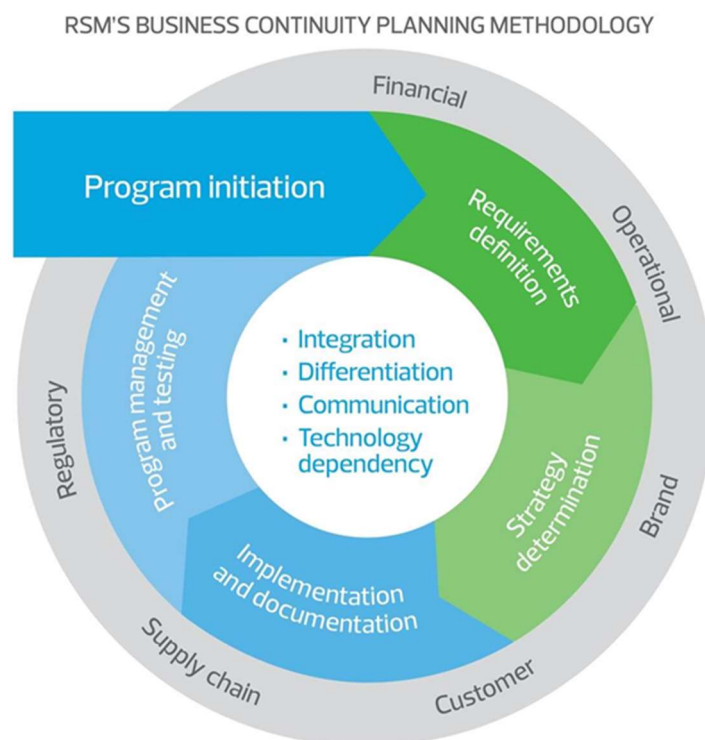 RSM'S BUSINESS CONTINUITY PLANNING METHODOLOGY
Financial
Operational
Brand
Customer
Supply chain
Regulatory
Program initiation
Requirements
definition
Strategy
determination
Implementation
and documentation
Program management
and testing
· Integration
· Differentiation
· Communication
· Technology
dependency